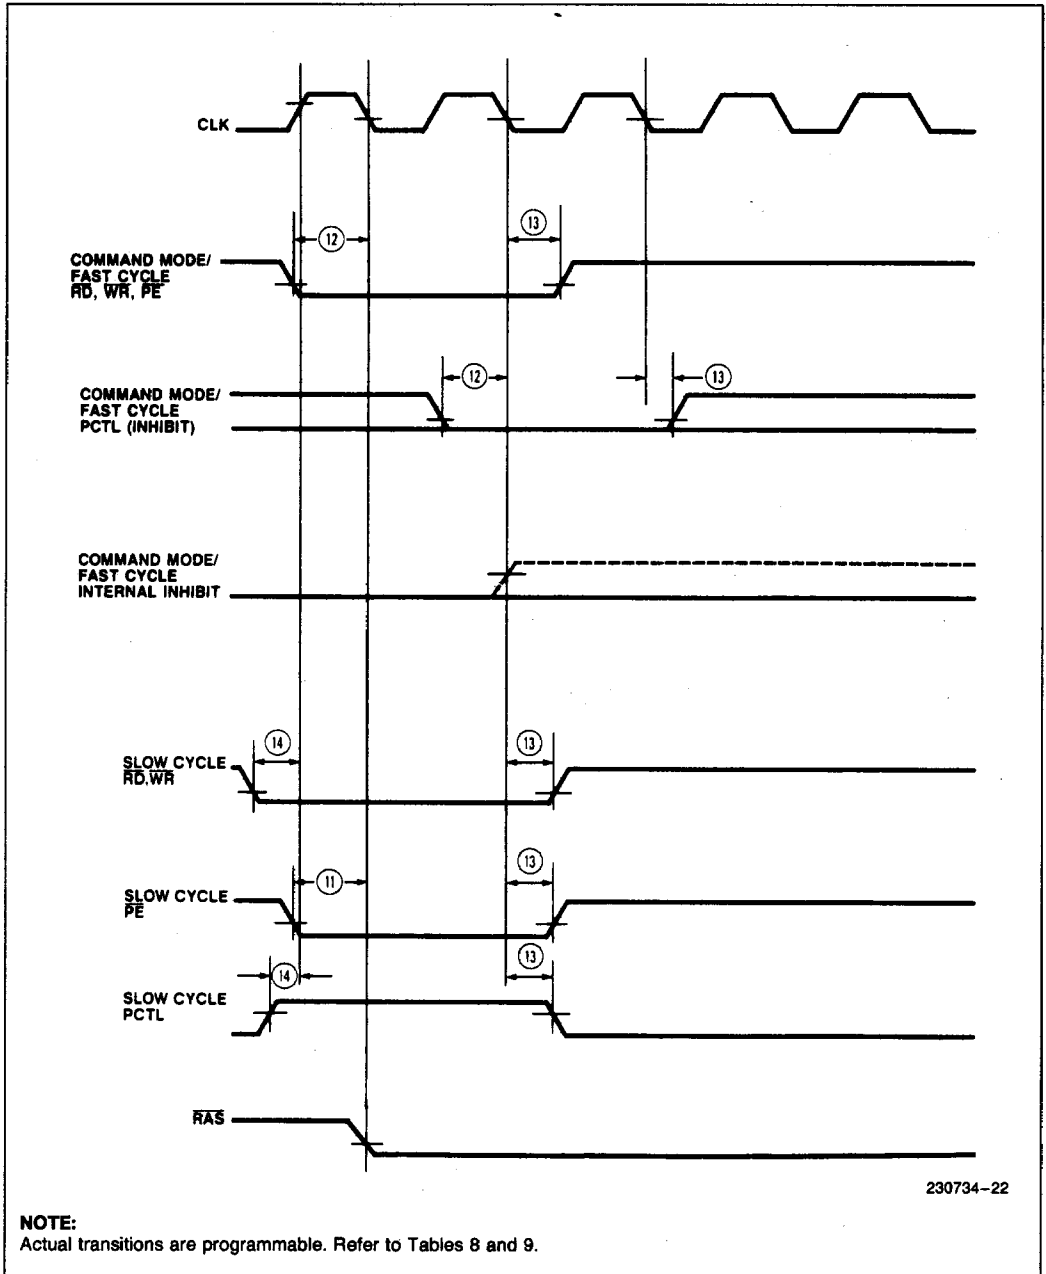 CLK
12
13
COMMAND MODE/
FAST CYCLE
RD, WR, PE
12
13
COMMAND MODE/
FAST CYCLE
PCTL (INHIBIT)
COMMAND MODE/
FAST CYCLE
INTERNAL INHIBIT
14
13
SLOW CYCLE
RD,WR
13
11
SLOW CYCLE
PE
13
14
SLOW CYCLE
PCTL
RAS
230734–22
NOTE:
Actual transitions are programmable. Refer to Tables 8 and 9.